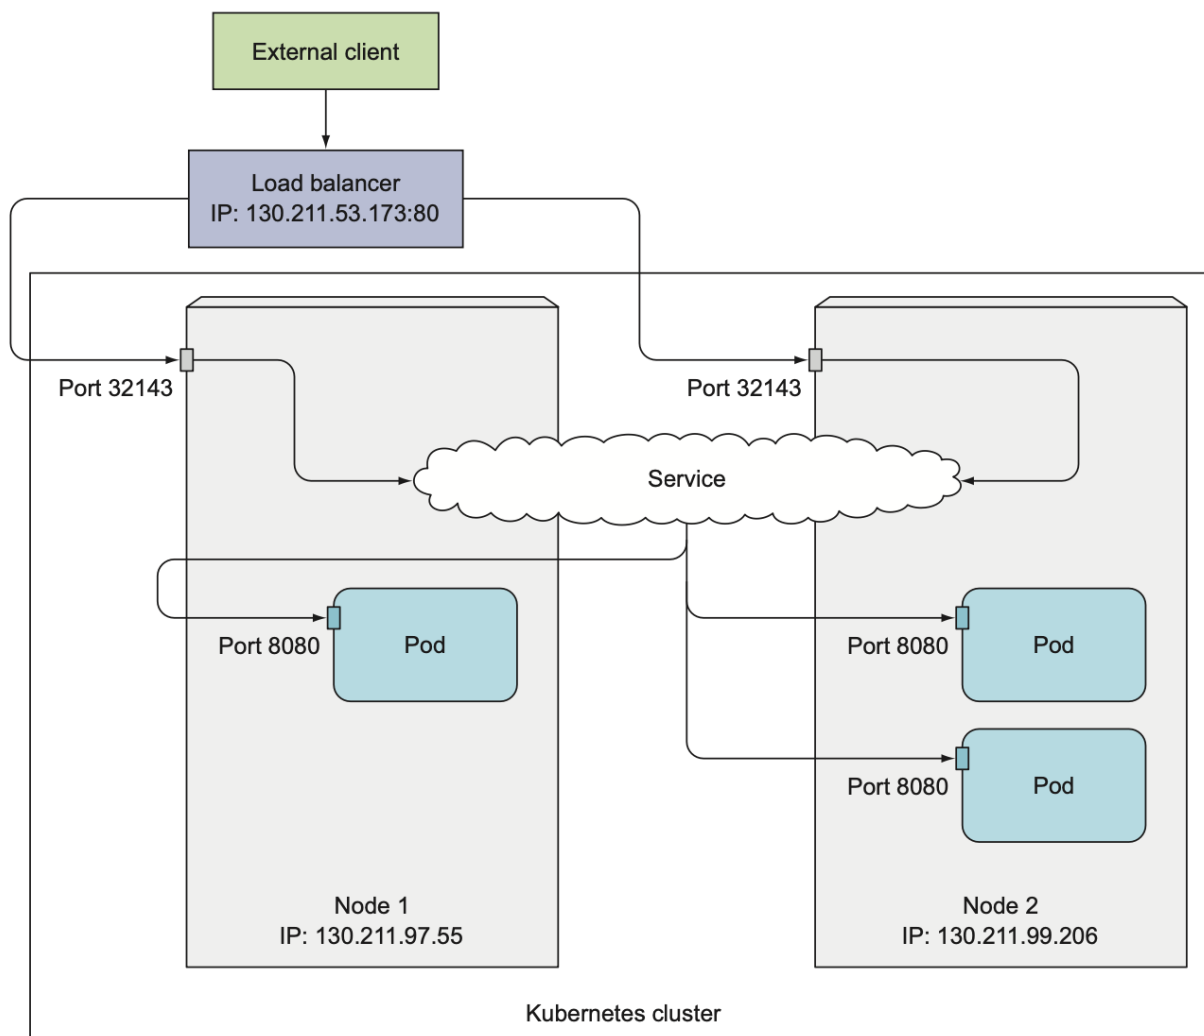 External client
Load balancer
IP: 130.211.53.173:80
Port 32143
Port 32143
Service
Port 8080
Pod
Port 8080
Pod
Port 8080
Pod
Node 1
IP: 130.211.97.55
Node 2
IP: 130.211.99.206
Kubernetes cluster